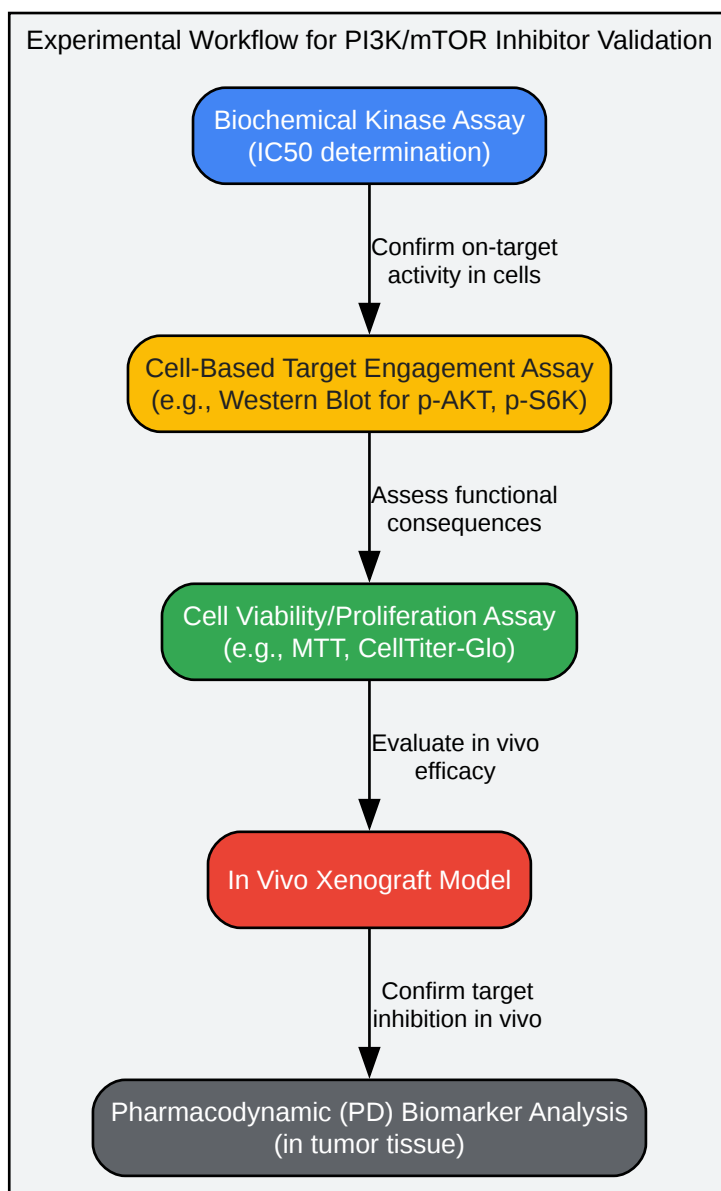 Experimental Workflow for PI3K/mTOR Inhibitor Validation
Biochemical Kinase Assay
(IC50 determination)
Confirm on-target
activity in cells
Cell-Based Target Engagement Assay
(e.g., Western Blot for p-AKT, p-S6K)
Assess functional
consequences
Cell Viability/Proliferation Assay
(e.g., MTT, CellTiter-Glo)
Evaluate in vivo
efficacy
In Vivo Xenograft Model
Confirm target
inhibition in vivo
Pharmacodynamic (PD) Biomarker Analysis
(in tumor tissue)